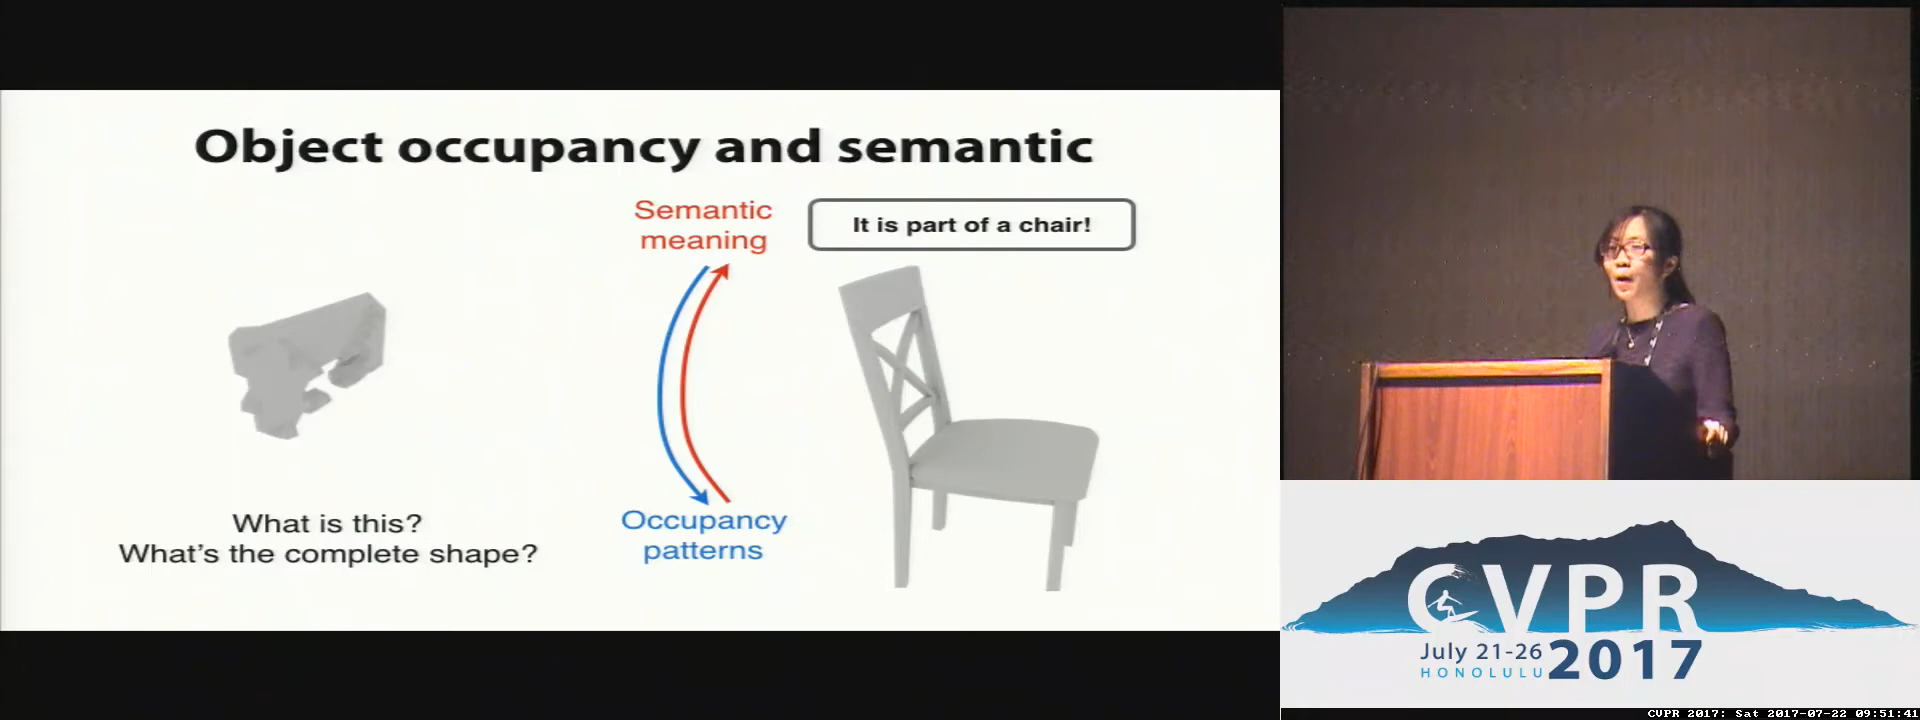 Object occupancy and semantic
Semantic
meaning
It is part of a chair!
What is this?
What's the complete shape?
Occupancy
patterns
CVPR
July 21-26
HONOLULU
2017
CVPR 2017: Sat 2017-07-22 09:51:41